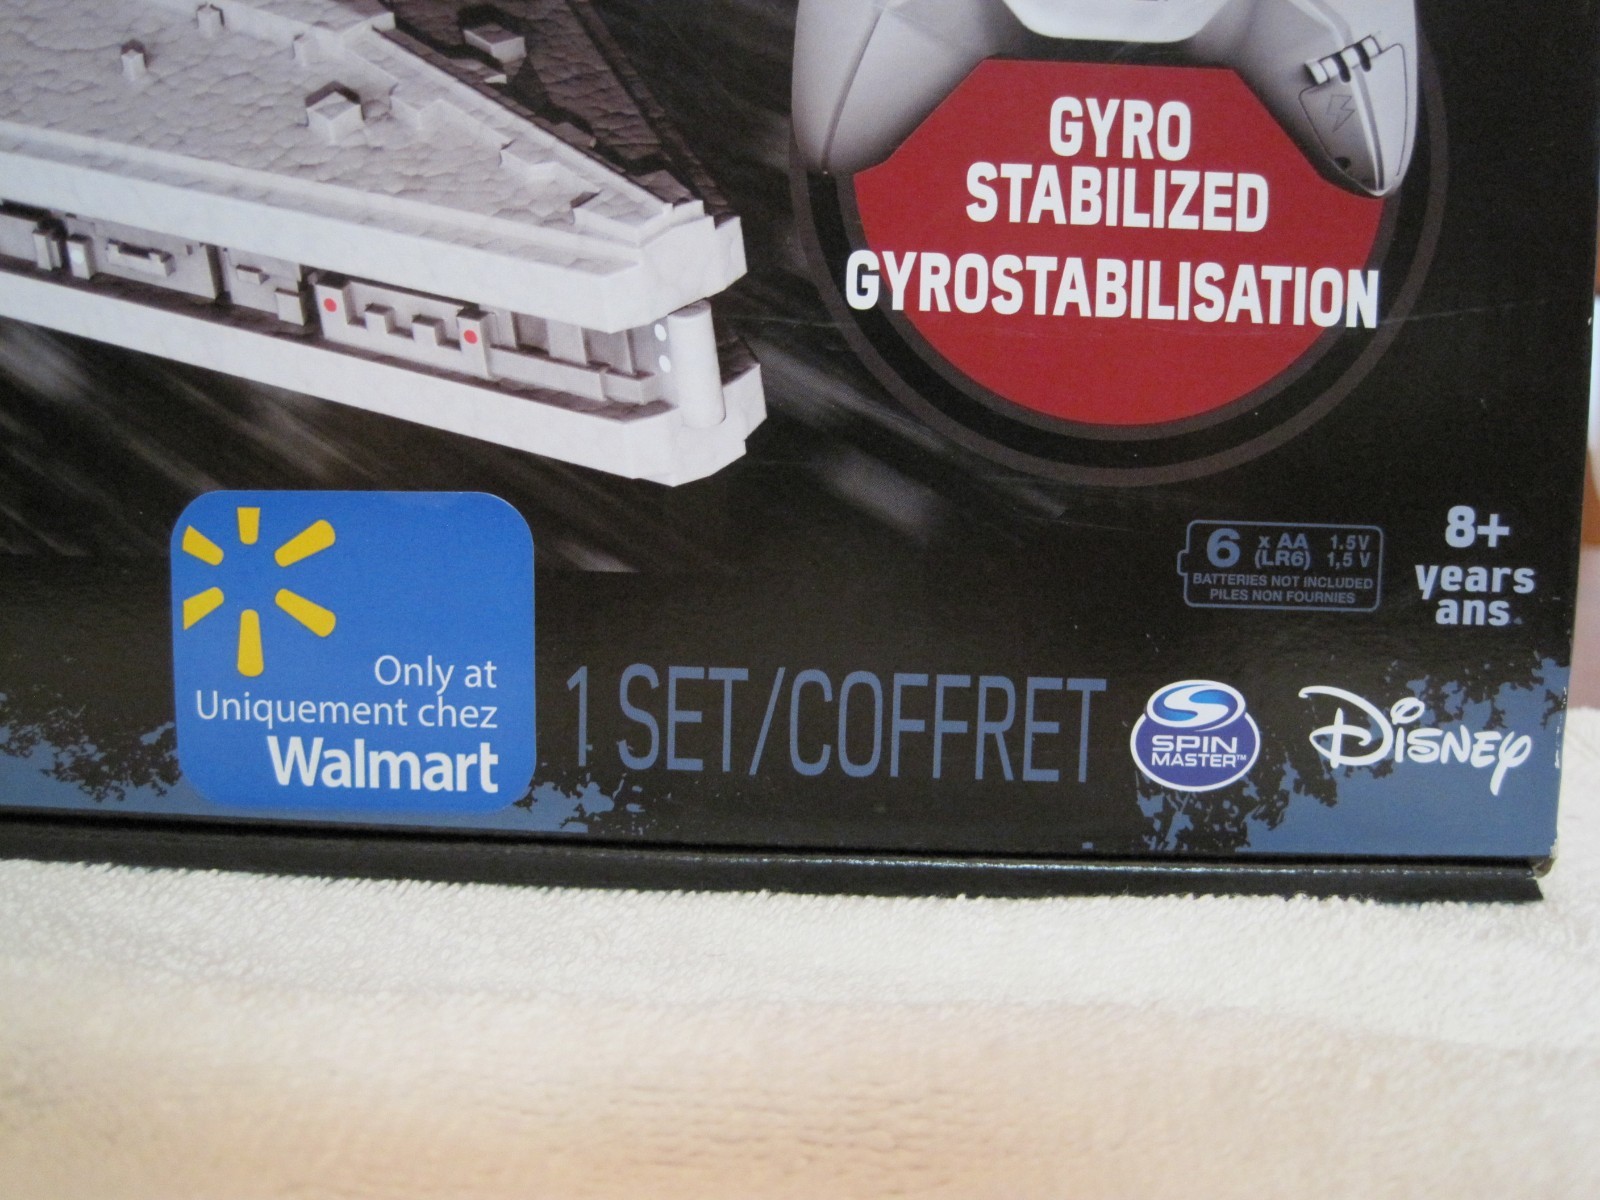 GYRO
STABILIZED
GYROSTABILISATION
6 x AA 1.5V
(LR6) 1,5 V
BATTERIES NOT INCLUDED
PILES NON FOURNIES
8+
years
ans
Only at
Uniquement chez
Walmart
1 SET/COFFRET
SPIN
MASTER™
Disney